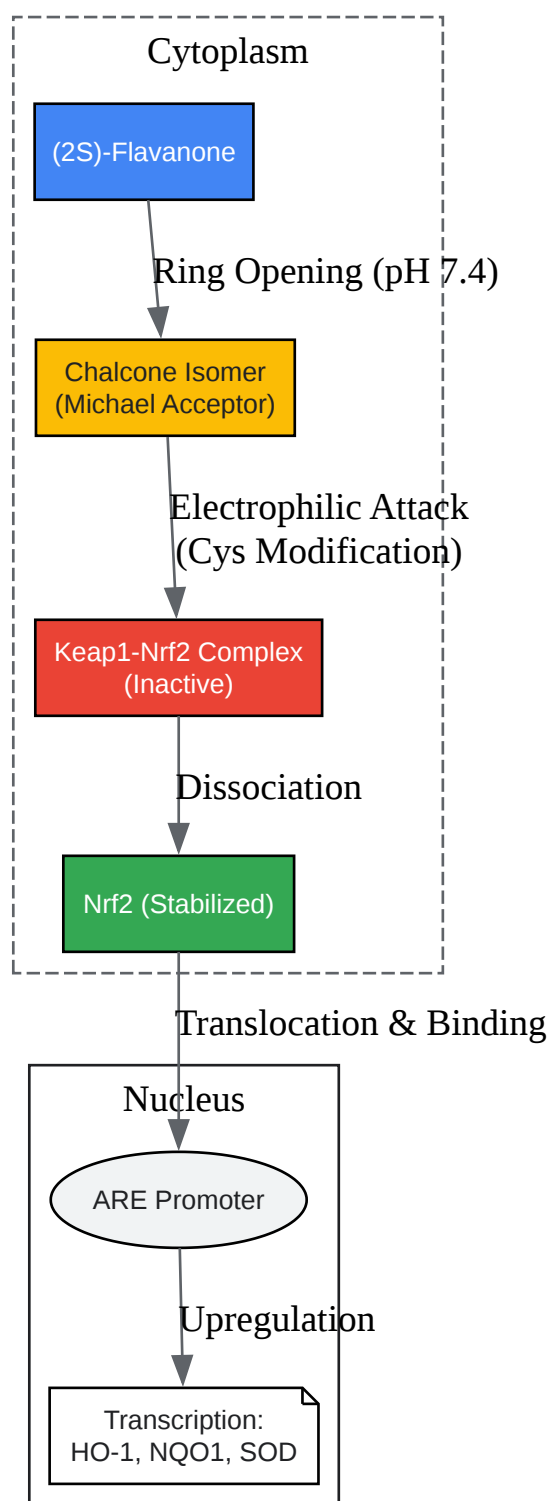 Cytoplasm
(2S)-Flavanone
Ring Opening (pH 7.4)
Chalcone Isomer
(Michael Acceptor)
Electrophilic Attack
(Cys Modification)
Keap1-Nrf2 Complex
(Inactive)
Dissociation
Nrf2 (Stabilized)
Translocation & Binding
Nucleus
ARE Promoter
Upregulation
Transcription:
HO-1, NQO1, SOD